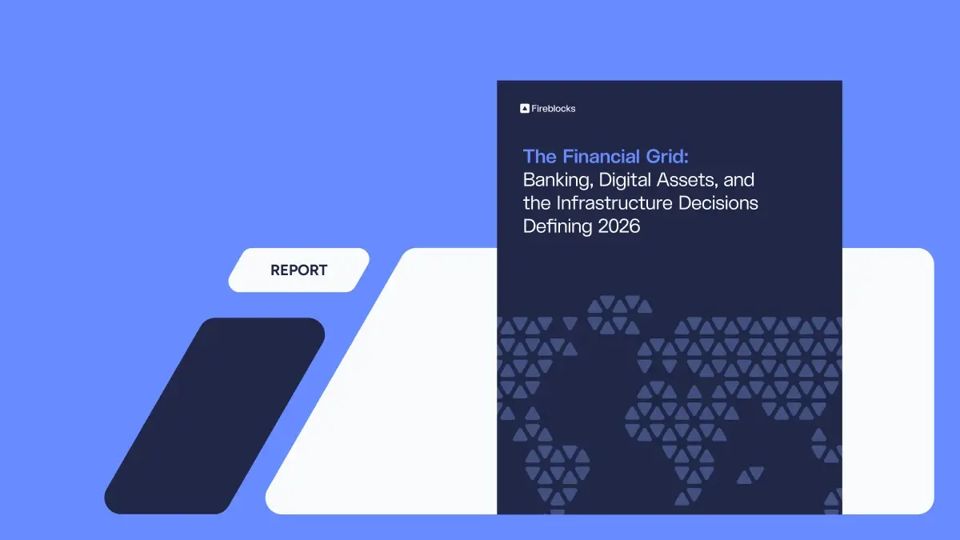 Fireblocks
The Financial Grid:
Banking, Digital Assets, and
the Infrastructure Decisions
Defining 2026
REPORT